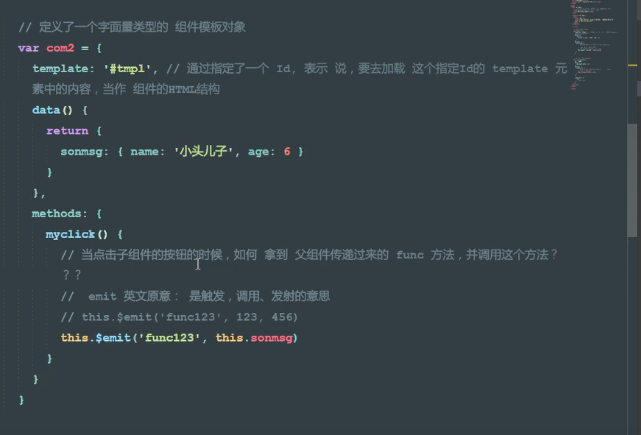 // 定义了一个字面量类型的 组件模板对象
var com2 = {
template: '#tmpl', // 通过指定了一个 Id, 表示 说，要去加载 这个指定Id的 template 元
素中的内容，当作 组件的HTML结构
data() {
return {
sonmsg: { name: '小头儿子', age: 6 }
}
},
methods: {
myclick() {
// 当点击子组件的按钮的时候，如何 拿到 父组件传递过来的 func 方法，并调用这个方法？
？？
// emit 英文原意： 是触发，调用、发射的意思
// this.$emit('func123', 123, 456)
this.$emit('func123', this.sonmsg)
}
}
}